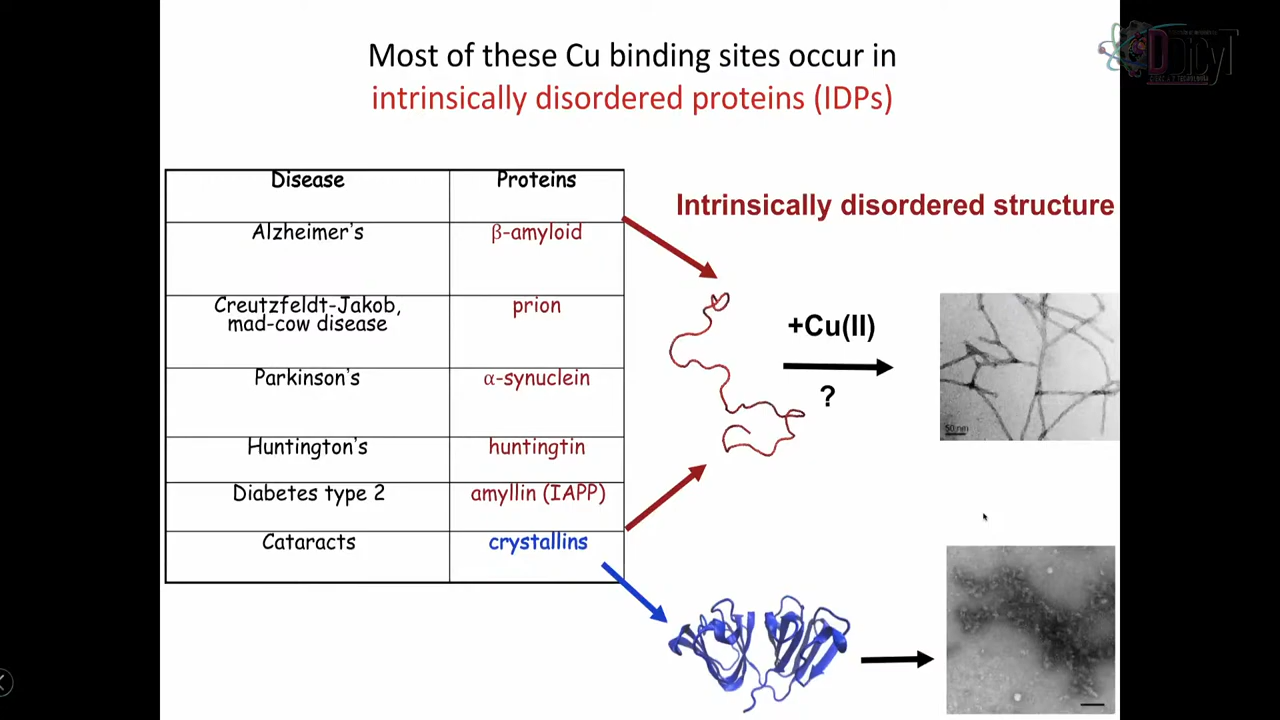 Most of these Cu binding sites occur in
intrinsically disordered proteins (IDPs)
Disease Proteins
Alzheimer's β-amyloid
Creutzfeldt-Jakob, prion
mad-cow disease
Parkinson's α-synuclein
Huntington's huntingtin
Diabetes type 2 amyllin (IAPP)
Cataracts crystallins
Intrinsically disordered structure
+Cu(II)
?
50 nm